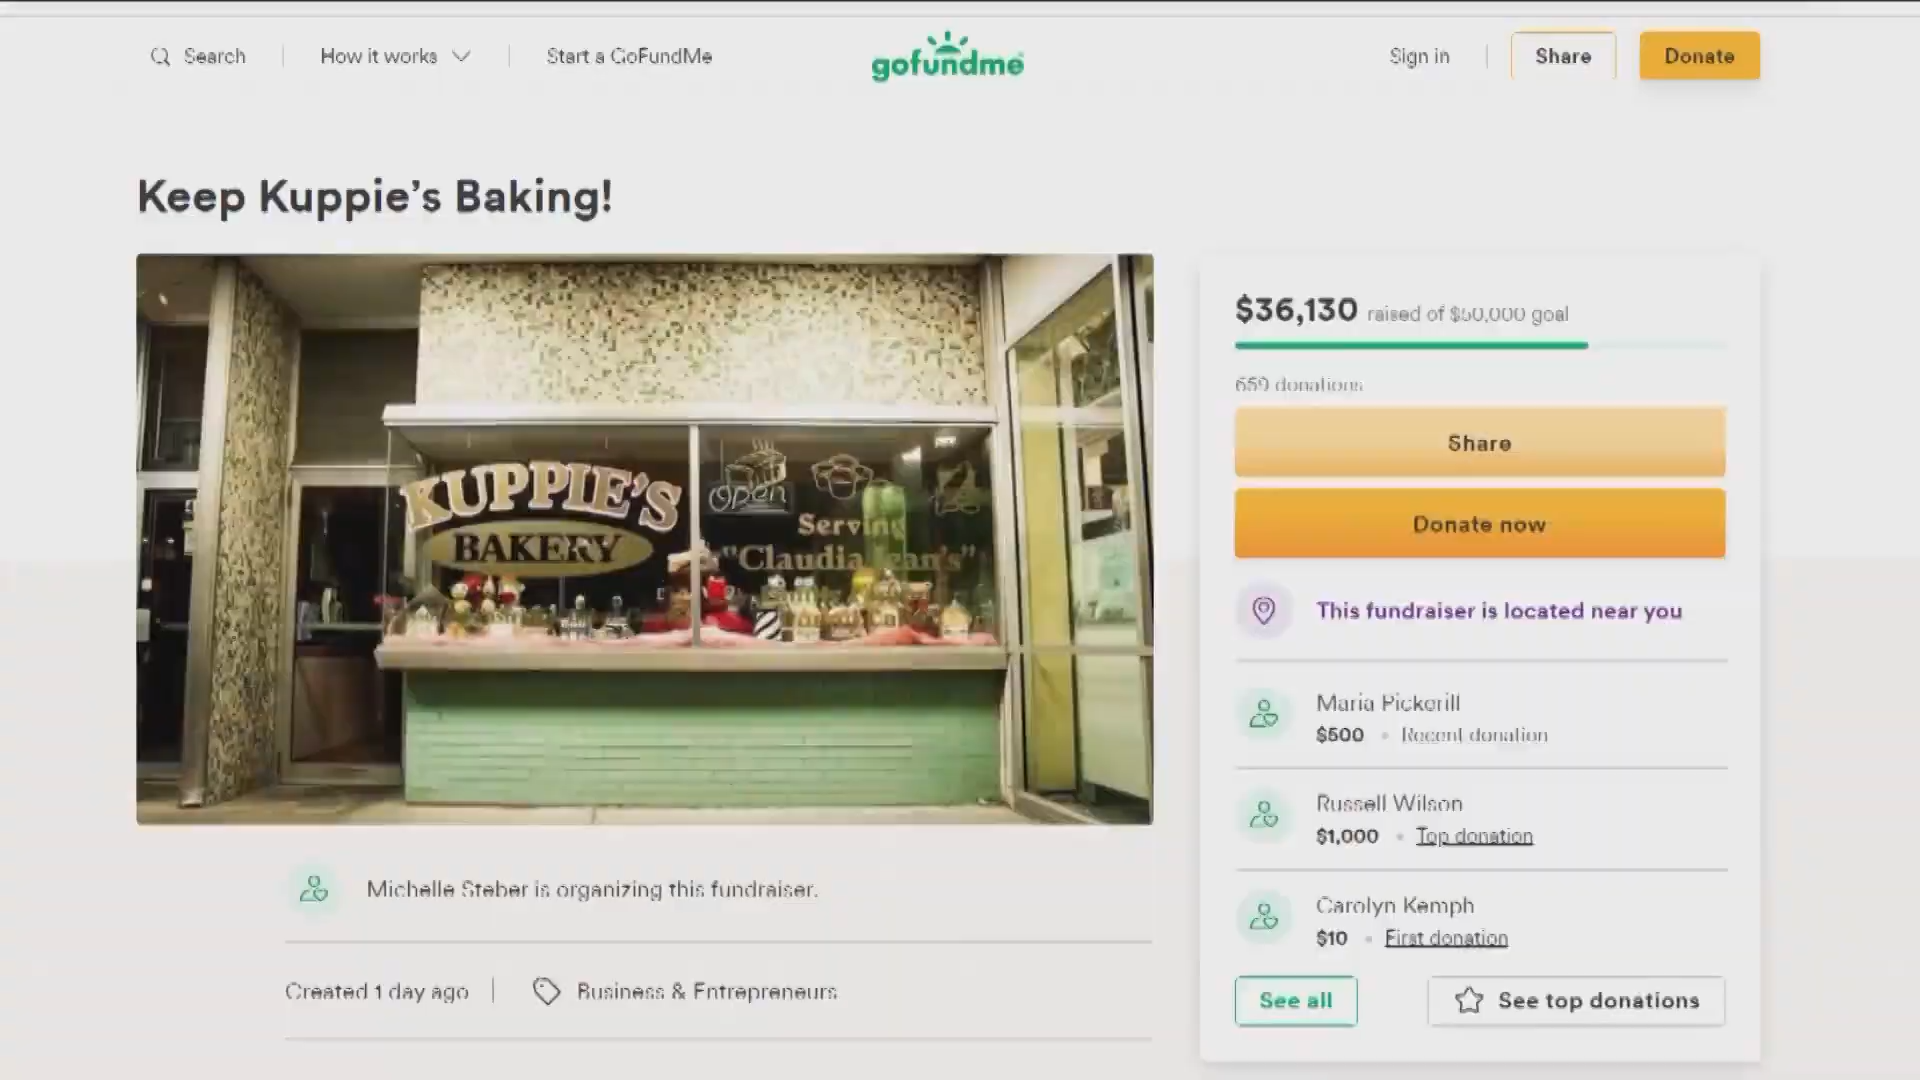 Search
How it works
Start a GoFundMe
gofundme
Sign in
Share
Donate
Keep Kuppie's Baking!
KUPPIE'S
BAKERY
Open
Serving
"Claudia Jean's"
$36,130 raised of $50,000 goal
659 donations
Share
Donate now
This fundraiser is located near you
Maria Pickerill
$500 • Recent donation
Russell Wilson
$1,000 • Top donation
Carolyn Kemph
$10 • First donation
See all
See top donations
Michelle Steber is organizing this fundraiser.
Created 1 day ago
Business & Entrepreneurs